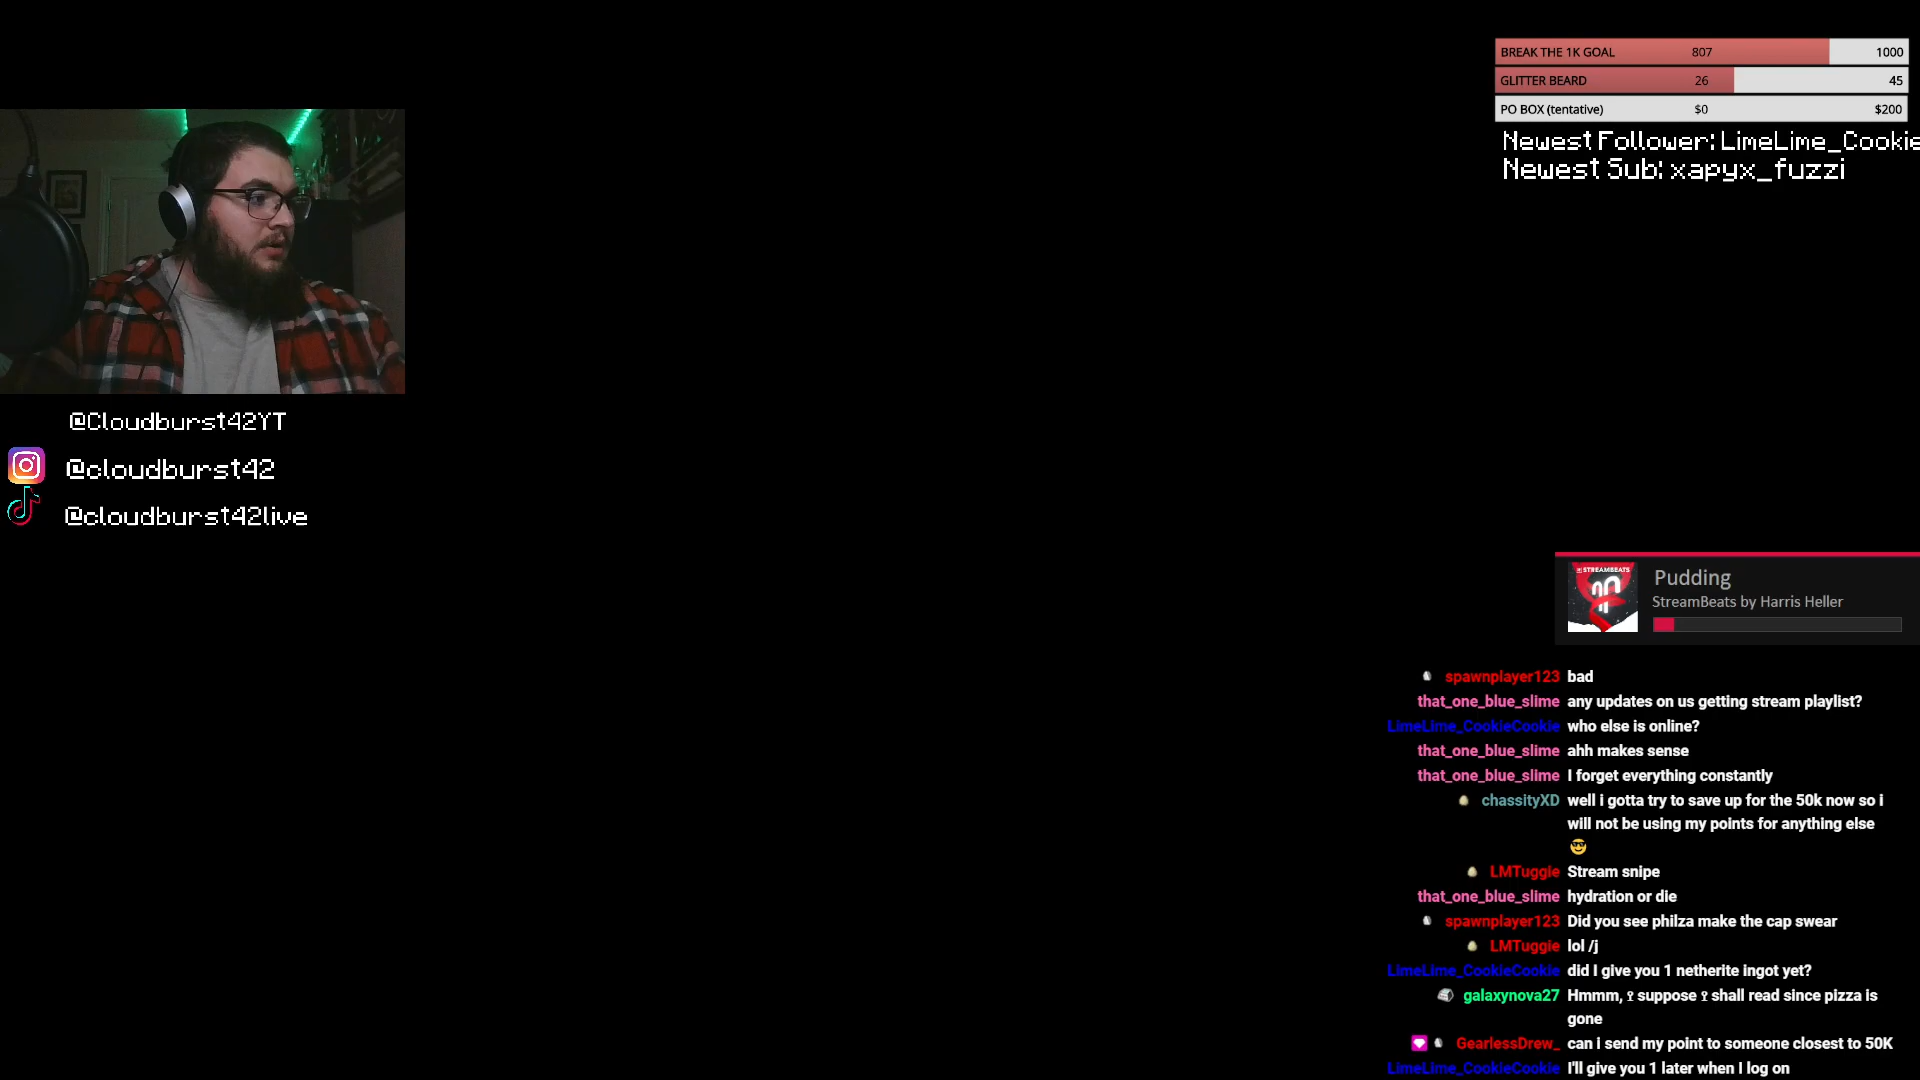 BREAK THE 1K GOAL 807 1000
GLITTER BEARD 26 45
PO BOX (tentative) $0 $200
Newest Follower: LimeLime_Cookie
Newest Sub: xapyx_fuzzi
@Cloudburst42YT
@cloudburst42
@cloudburst42live
STREAMBEATS
Pudding
StreamBeats by Harris Heller
spawnplayer123 bad
that_one_blue_slime any updates on us getting stream playlist?
LimeLime_CookieCookie who else is online?
that_one_blue_slime ahh makes sense
that_one_blue_slime I forget everything constantly
chassityXD well i gotta try to save up for the 50k now so i
will not be using my points for anything else
😎
LMTuggie Stream snipe
that_one_blue_slime hydration or die
spawnplayer123 Did you see philza make the cap swear
LMTuggie lol /j
LimeLime_CookieCookie did I give you 1 netherite ingot yet?
galaxynova27 Hmmm, ⫯ suppose ⫯ shall read since pizza is
gone
GearlessDrew_ can i send my point to someone closest to 50K
LimeLime_CookieCookie I'll give you 1 later when I log on